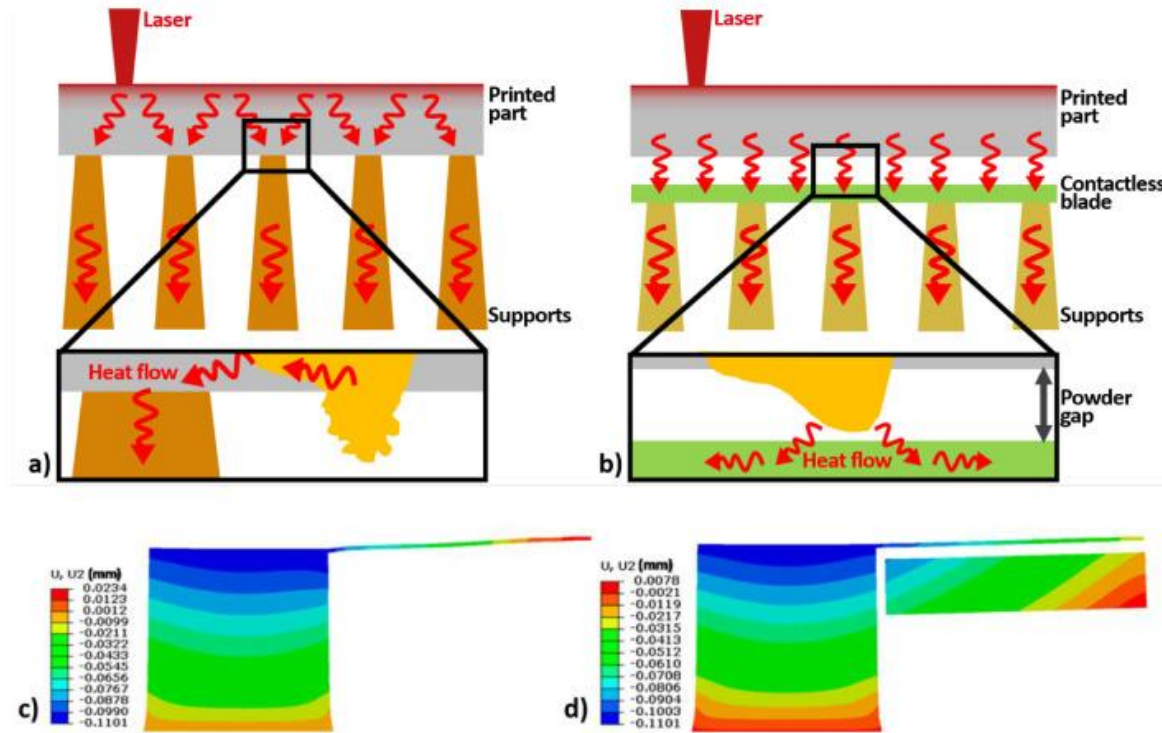 Laser
Printed
part
Supports
Heat flow
a)
Laser
Printed
part
Contactless
blade
Supports
Powder
gap
Heat flow
b)
U, U2 (mm)
0.0234
0.0123
0.0012
-0.0099
-0.0211
-0.0322
-0.0433
-0.0545
-0.0656
-0.0767
-0.0878
-0.0990
-0.1101
c)
U, U2 (mm)
0.0078
-0.0021
-0.0119
-0.0217
-0.0315
-0.0413
-0.0512
-0.0610
-0.0708
-0.0806
-0.0904
-0.1003
-0.1101
d)